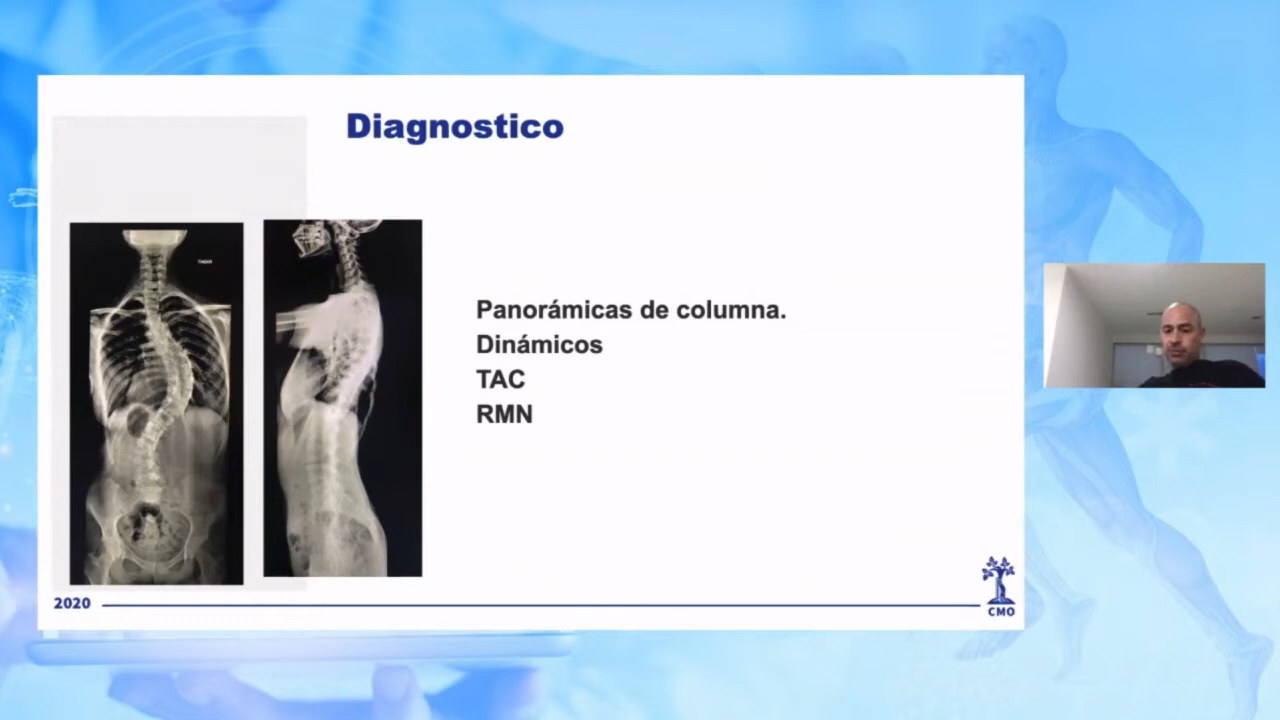 Diagnostico
Panorámicas de columna.
Dinámicos
TAC
RMN
2020
CMO